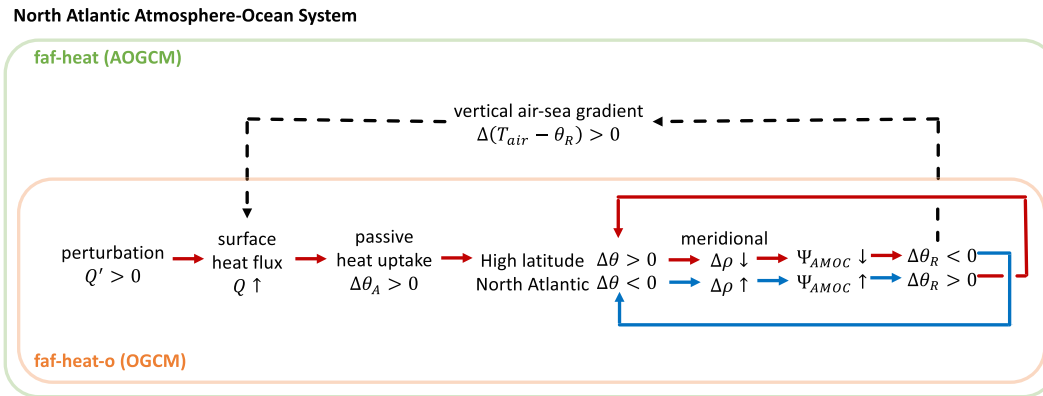 North Atlantic Atmosphere-Ocean System
faf-heat (AOGCM)
vertical air-sea gradient
Δ(T_air − θ_R) > 0
perturbation
Q′ > 0
surface
heat flux
Q ↑
passive
heat uptake
Δθ_A > 0
High latitude
North Atlantic
Δθ > 0
Δθ < 0
meridional
Δρ ↓
Δρ ↑
Ψ_AMOC ↓
Ψ_AMOC ↑
Δθ_R < 0
Δθ_R > 0
faf-heat-o (OGCM)